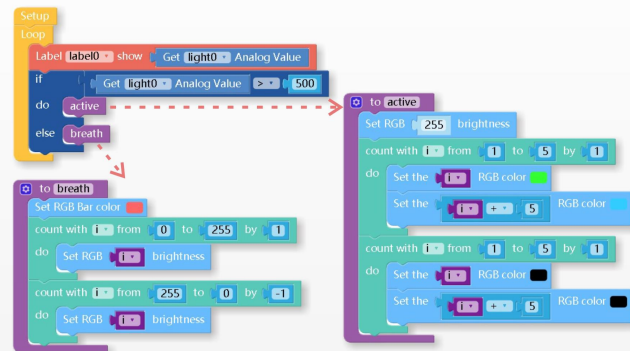 Setup
Loop
Label label0 show Get light0 Analog Value
if Get light0 Analog Value > 500
do active
else breath
to breath
Set RGB Bar color
count with i from 0 to 255 by 1
do Set RGB i brightness
count with i from 255 to 0 by -1
do Set RGB i brightness
to active
Set RGB 255 brightness
count with i from 1 to 5 by 1
do Set the i RGB color
Set the i + 5 RGB color
count with i from 1 to 5 by 1
do Set the i RGB color
Set the i + 5 RGB color